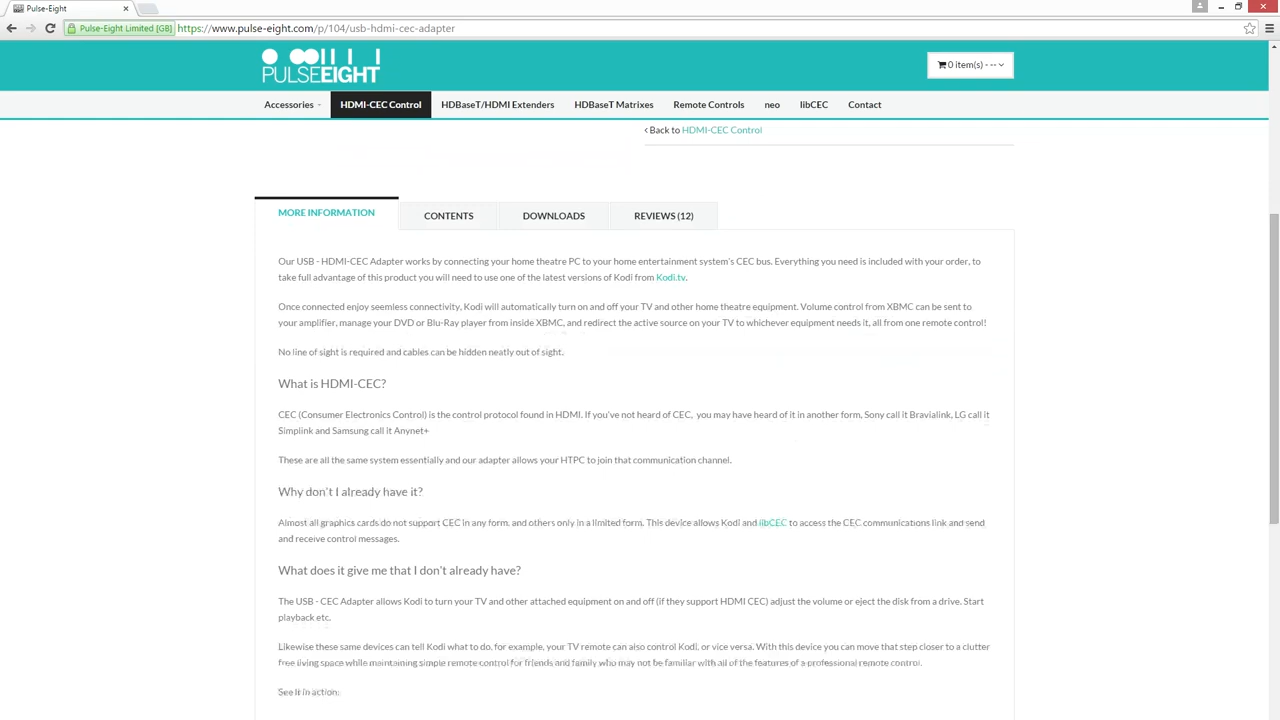 Pulse-Eight
Pulse-Eight Limited [GB]
https://www.pulse-eight.com/p/104/usb-hdmi-cec-adapter
PULSEEIGHT
0 item(s) - --
Accessories
HDMI-CEC Control
HDBaseT/HDMI Extenders
HDBaseT Matrixes
Remote Controls
neo
libCEC
Contact
Back to HDMI-CEC Control
MORE INFORMATION
CONTENTS
DOWNLOADS
REVIEWS (12)
Our USB - HDMI-CEC Adapter works by connecting your home theatre PC to your home entertainment system's CEC bus. Everything you need is included with your order, to
take full advantage of this product you will need to use one of the latest versions of Kodi from Kodi.tv.
Once connected enjoy seemless connectivity, Kodi will automatically turn on and off your TV and other home theatre equipment. Volume control from XBMC can be sent to
your amplifier, manage your DVD or Blu-Ray player from inside XBMC, and redirect the active source on your TV to whichever equipment needs it, all from one remote control!
No line of sight is required and cables can be hidden neatly out of sight.
What is HDMI-CEC?
CEC (Consumer Electronics Control) is the control protocol found in HDMI. If you've not heard of CEC, you may have heard of it in another form, Sony call it Bravialink, LG call it
Simplink and Samsung call it Anynet+
These are all the same system essentially and our adapter allows your HTPC to join that communication channel.
Why don't I already have it?
Almost all graphics cards do not support CEC in any form, and others only in a limited form. This device allows Kodi and libCEC to access the CEC communications link and send
and receive control messages.
What does it give me that I don't already have?
The USB - CEC Adapter allows Kodi to turn your TV and other attached equipment on and off (if they support HDMI CEC) adjust the volume or eject the disk from a drive. Start
playback etc.
Likewise these same devices can tell Kodi what to do, for example, your TV remote can also control Kodi, or vice versa. With this device you can move that step closer to a clutter
free living space while maintaining simple remote control for friends and family who may not be familiar with all of the features of a professional remote control.
See it in action: